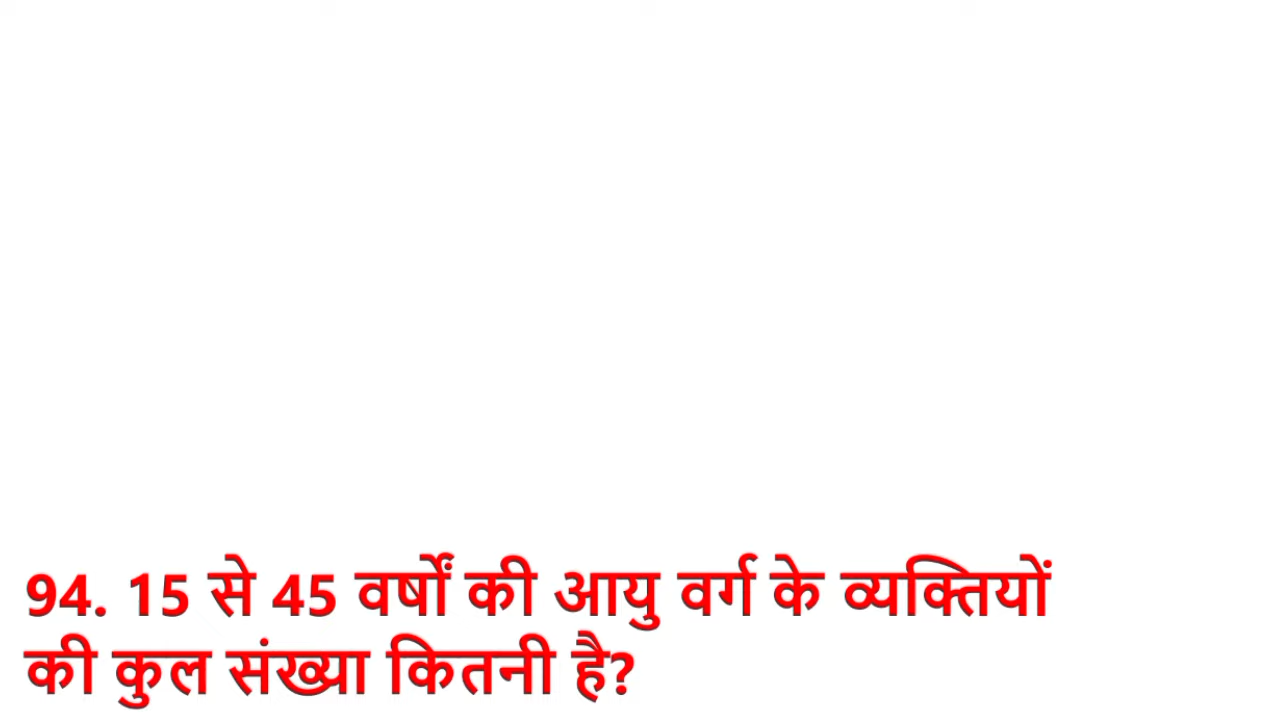 94. 15 से 45 वर्षों की आयु वर्ग के व्यक्तियों
की कुल संख्या कितनी है?